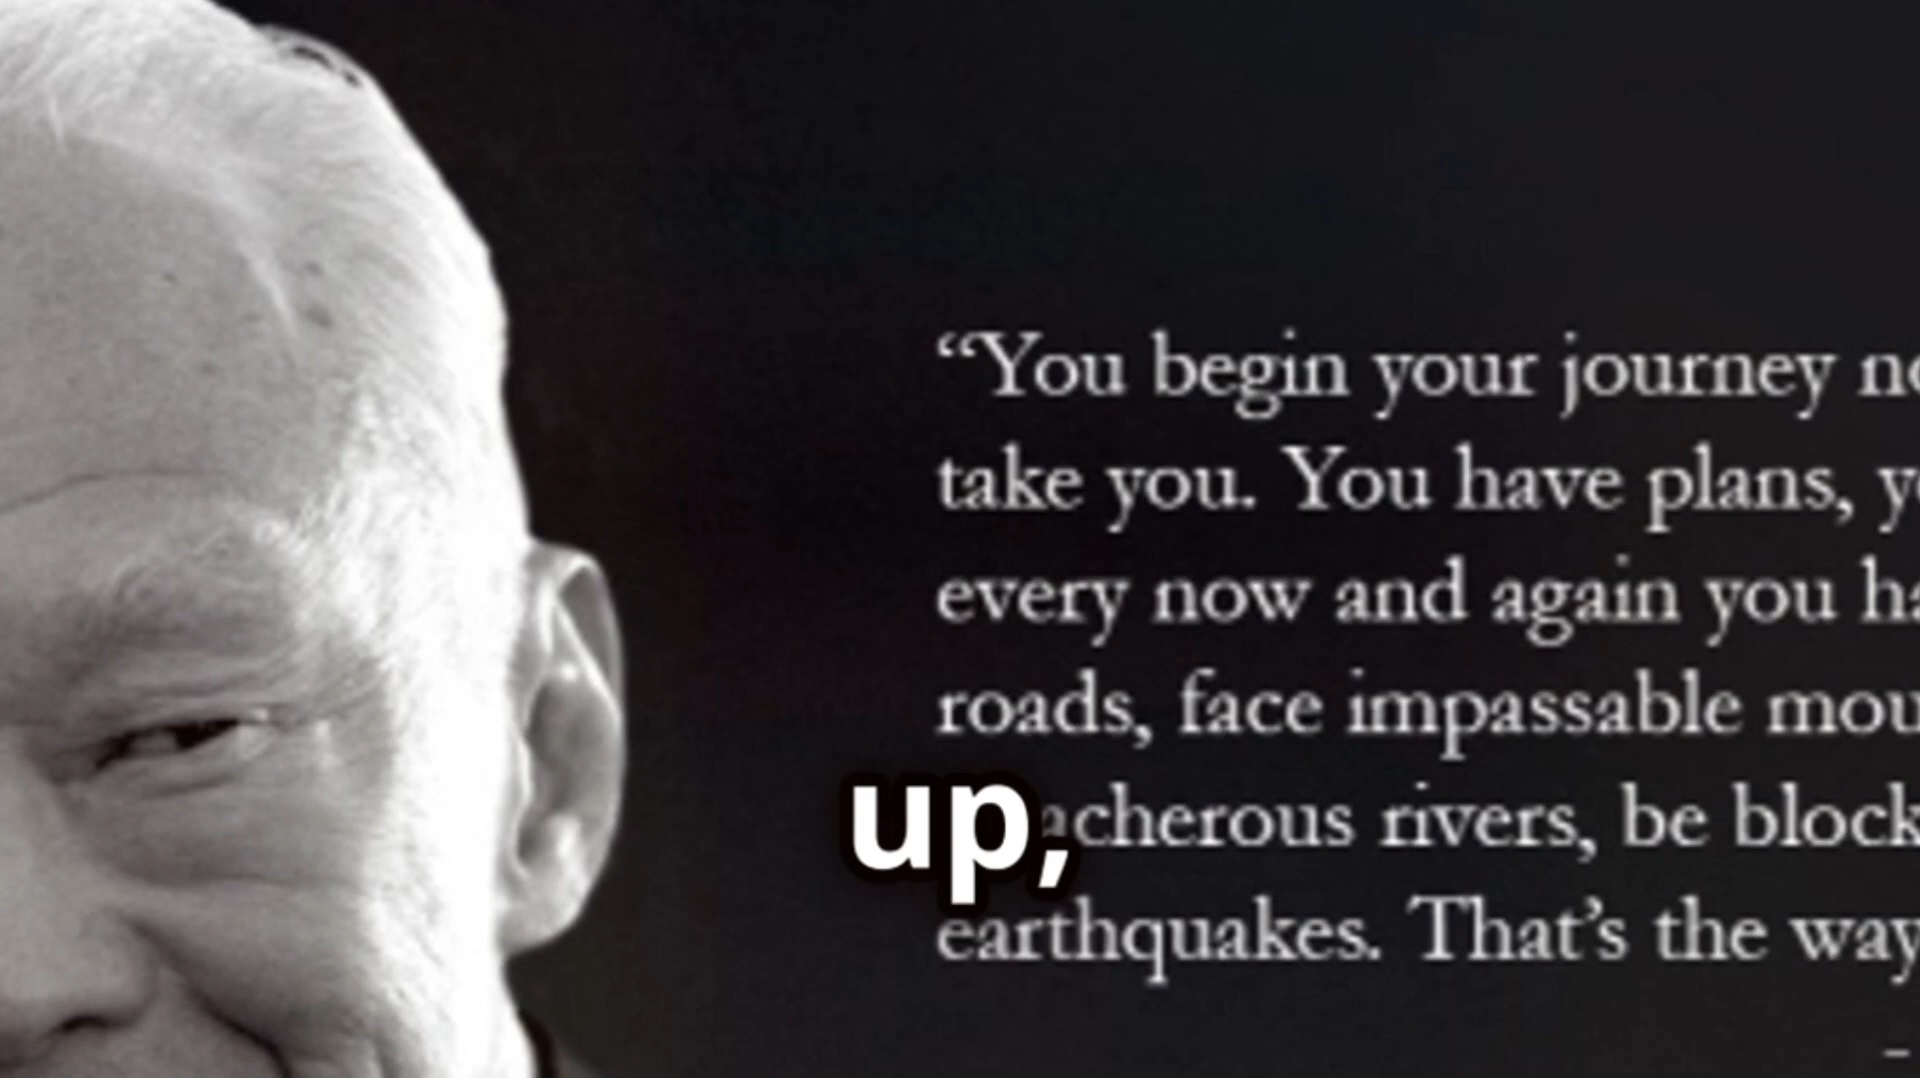 “You begin your journey
take you. You have plans,
every now and again you
roads, face impassable
up,
rivers, be
earthquakes. That’s the way
-